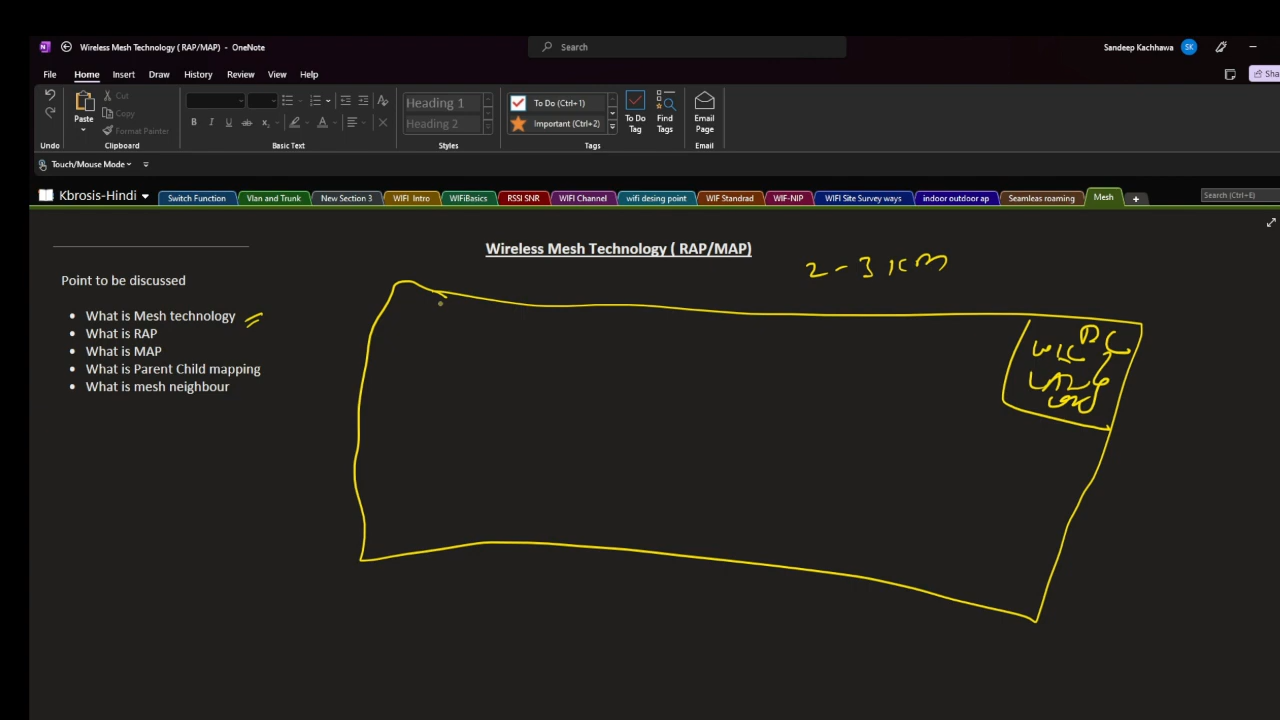 Wireless Mesh Technology ( RAP/MAP) - OneNote
Search
Sandeep Kachhawa SK
File Home Insert Draw History Review View Help
Share
Paste
Cut
Copy
Format Painter
Heading 1
Heading 2
To Do (Ctrl+1)
Important (Ctrl+2)
To Do Tag
Find Tags
Email Page
Undo Clipboard Basic Text Styles Tags Email
Touch/Mouse Mode
Kbrosis-Hindi Switch Function Vlan and Trunk New Section 3 WIFI Intro WiFiBasics RSSI SNR WIFI Channel wifi desing point WIF Standrad WIF-NIP WIFI Site Survey ways indoor outdoor ap Seamleas roaming Mesh Search (Ctrl+E)
Wireless Mesh Technology ( RAP/MAP)
2 - 3 KM
Point to be discussed
• What is Mesh technology
• What is RAP
• What is MAP
• What is Parent Child mapping
• What is mesh neighbour
DC
WLC